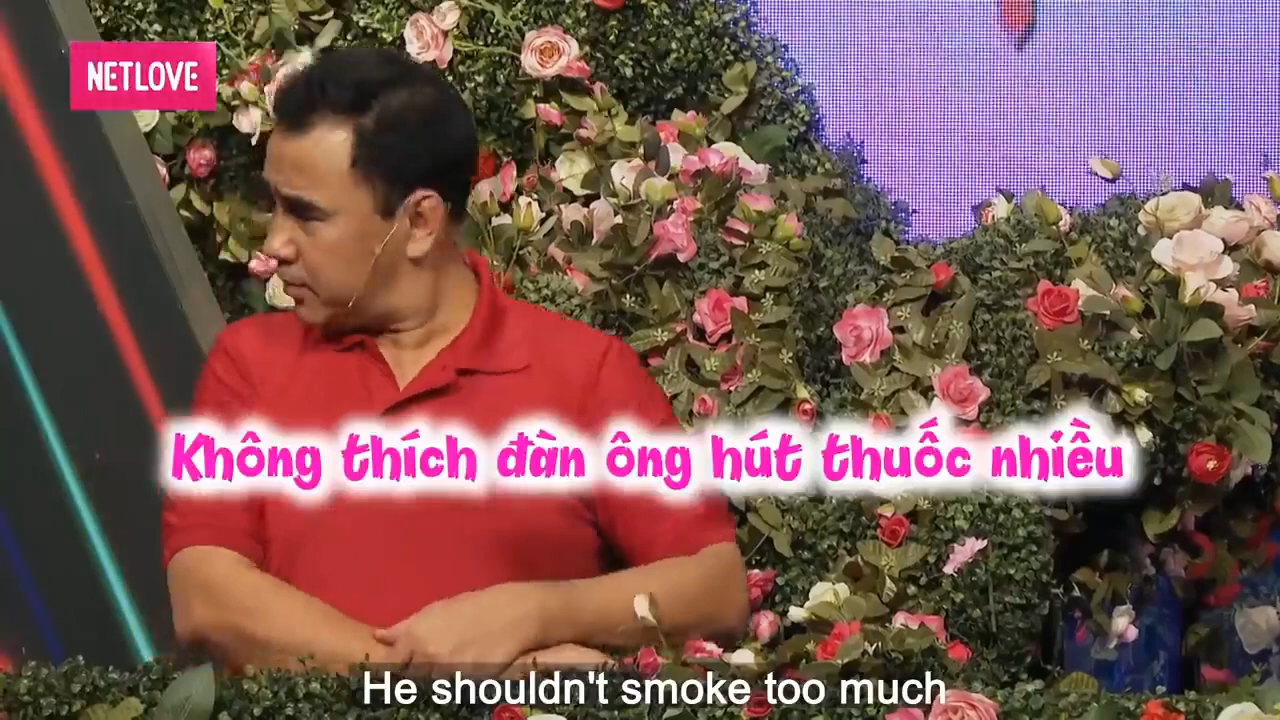 NETLOVE
Không thích đàn ông hút thuốc nhiều
He shouldn't smoke too much